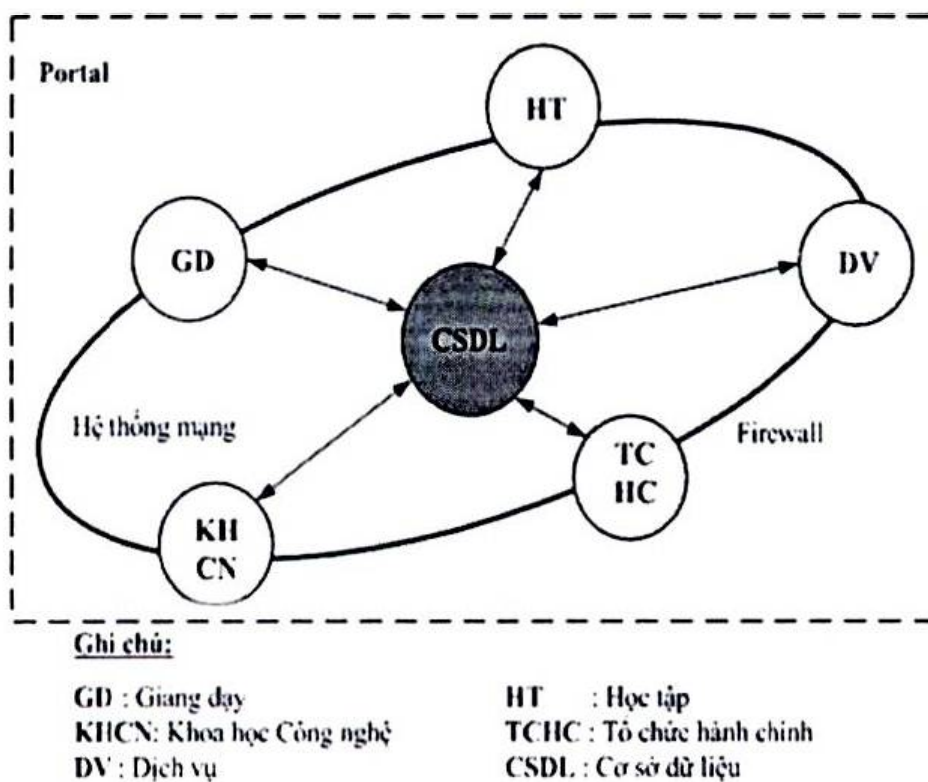 Portal
HT
GD
DV
CSDL
Hệ thống mạng
Firewall
TC
HC
KH
CN
Ghi chú:
GD : Giang dạy
HT : Học tập
KHCN: Khoa học Công nghệ
TCHC : Tổ chức hành chính
DV : Dịch vụ
CSDL : Cơ sở dữ liệu